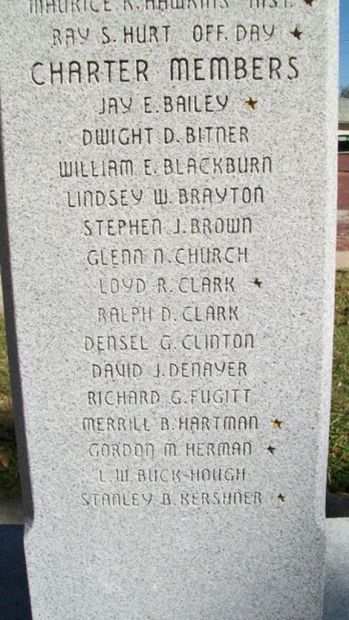 MAURICE R. HAWKINS INST. ★
RAY S. HURT OFF. DAY ★
CHARTER MEMBERS
JAY E. BAILEY ★
DWIGHT D. BITNER
WILLIAM E. BLACKBURN
LINDSEY W. BRAYTON
STEPHEN J. BROWN
GLENN N. CHURCH
LOYD R. CLARK ★
RALPH D. CLARK
DENSEL G. CLINTON
DAVID J. DENAYER
RICHARD G. FUGITT
MERRILL B. HARTMAN ★
GORDON M. HERMAN ★
L. W. BUCK-HOUGH
STANLEY B. KERSHNER ★